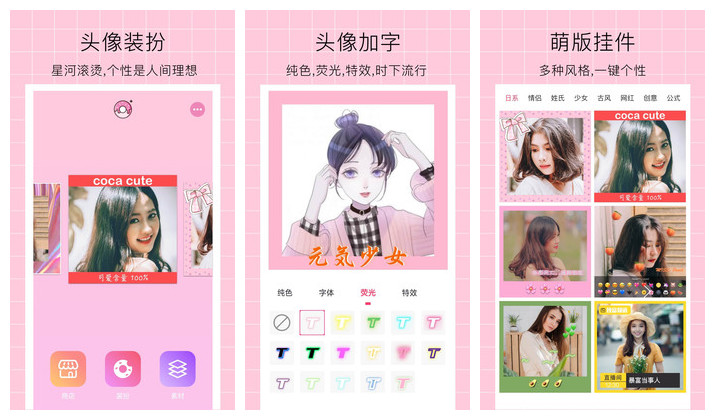 头像装扮
星河滚烫,个性是人间理想
coca cute
可爱含量 100%
商店
装扮
素材
头像加字
纯色,荧光,特效,时下流行
元气少女
纯色 字体 荧光 特效
T T T T T
T T T T T T
T T T T T
萌版挂件
多种风格,一键个性
日系 情侣 姓氏 少女 古风 网红 创意 公式
coca cute
可爱含量 100%
直播间
暴富当事人